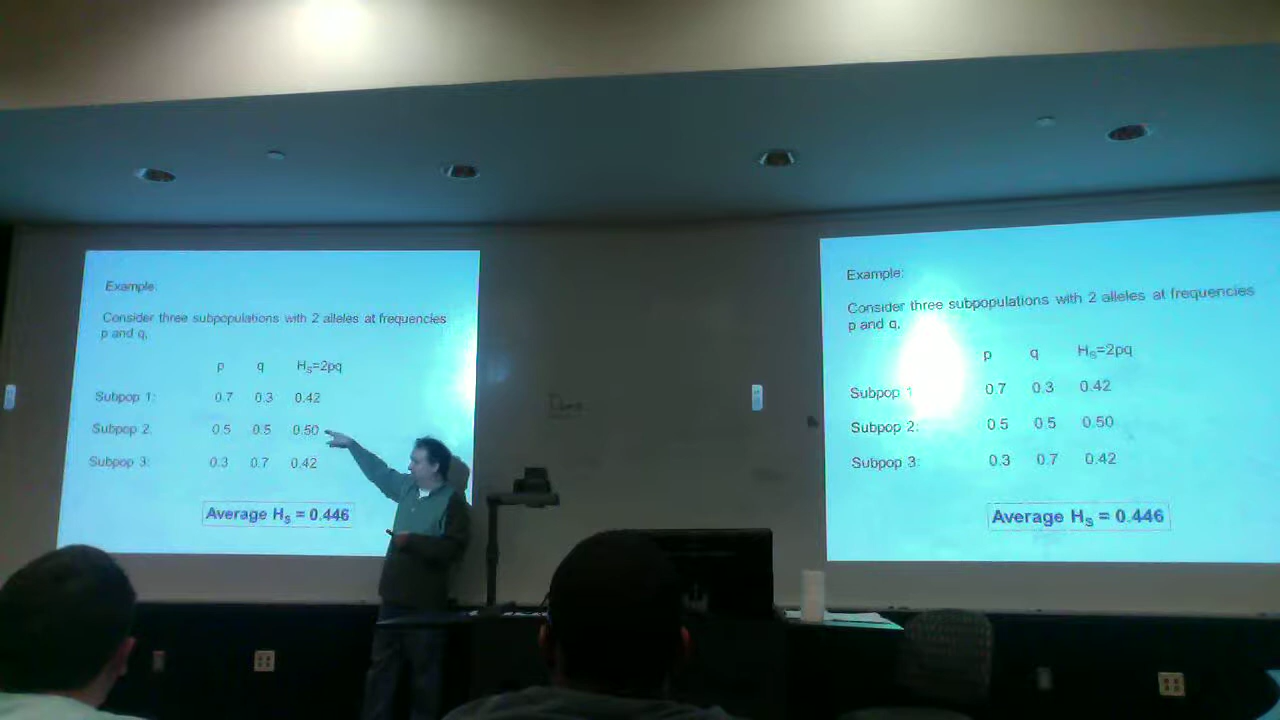 Example:
Consider three subpopulations with 2 alleles at frequencies
p and q,
p q HS=2pq
Subpop 1: 0.7 0.3 0.42
Subpop 2: 0.5 0.5 0.50
Subpop 3: 0.3 0.7 0.42
Average HS = 0.446
Example:
Consider three subpopulations with 2 alleles at frequencies
p and q,
p q HS=2pq
Subpop 1 0.7 0.3 0.42
Subpop 2: 0.5 0.5 0.50
Subpop 3: 0.3 0.7 0.42
Average HS = 0.446